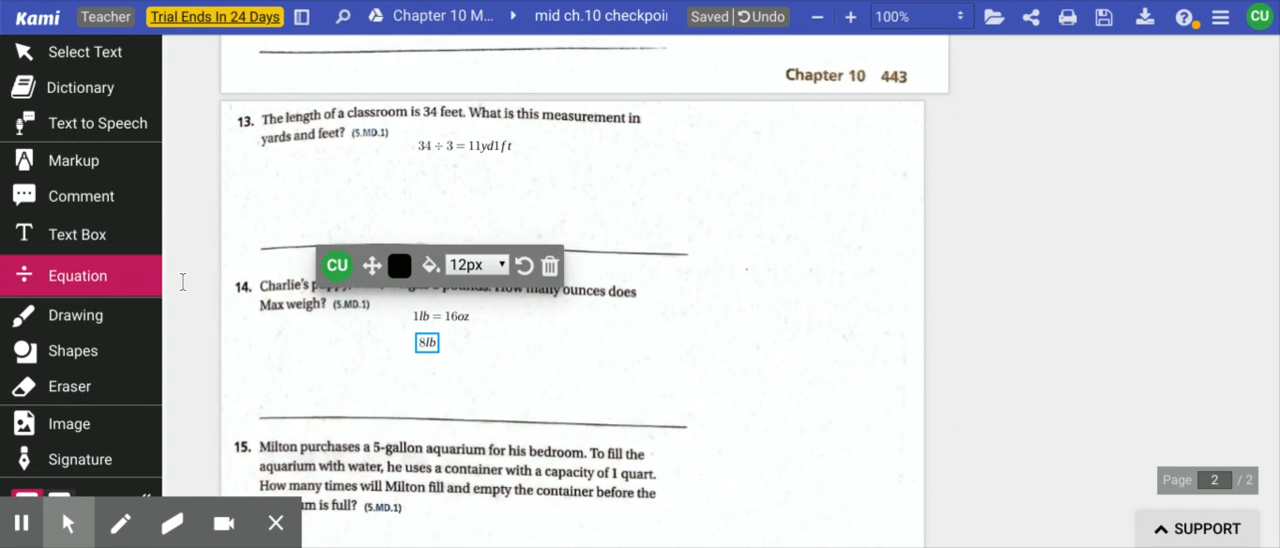 Kami Teacher Trial Ends In 24 Days Chapter 10 M... mid ch.10 checkpoi Saved Undo 100% CU
Select Text
Dictionary
Text to Speech
Markup
Comment
Text Box
Equation
Drawing
Shapes
Eraser
Image
Signature
Chapter 10 443
13. The length of a classroom is 34 feet. What is this measurement in
yards and feet? (5.MD.1)
34 ÷ 3 = 11yd1ft
CU 12px
14. Charlie's pounds. How many ounces does
Max weigh? (5.MD.1)
1lb = 16oz
8lb
15. Milton purchases a 5-gallon aquarium for his bedroom. To fill the
aquarium with water, he uses a container with a capacity of 1 quart.
How many times will Milton fill and empty the container before the
is full? (5.MD.1)
Page 2 / 2
SUPPORT